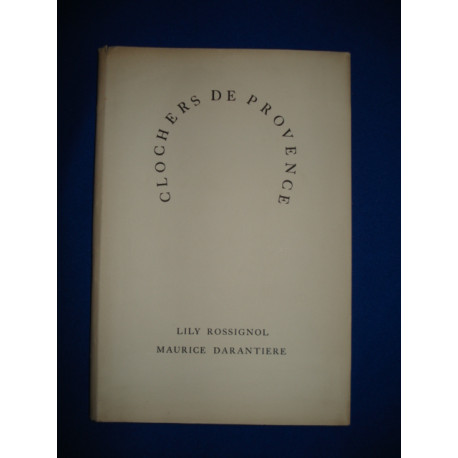 CLOCHERS DE PROVENCE
LILY ROSSIGNOL
MAURICE DARANTIERE